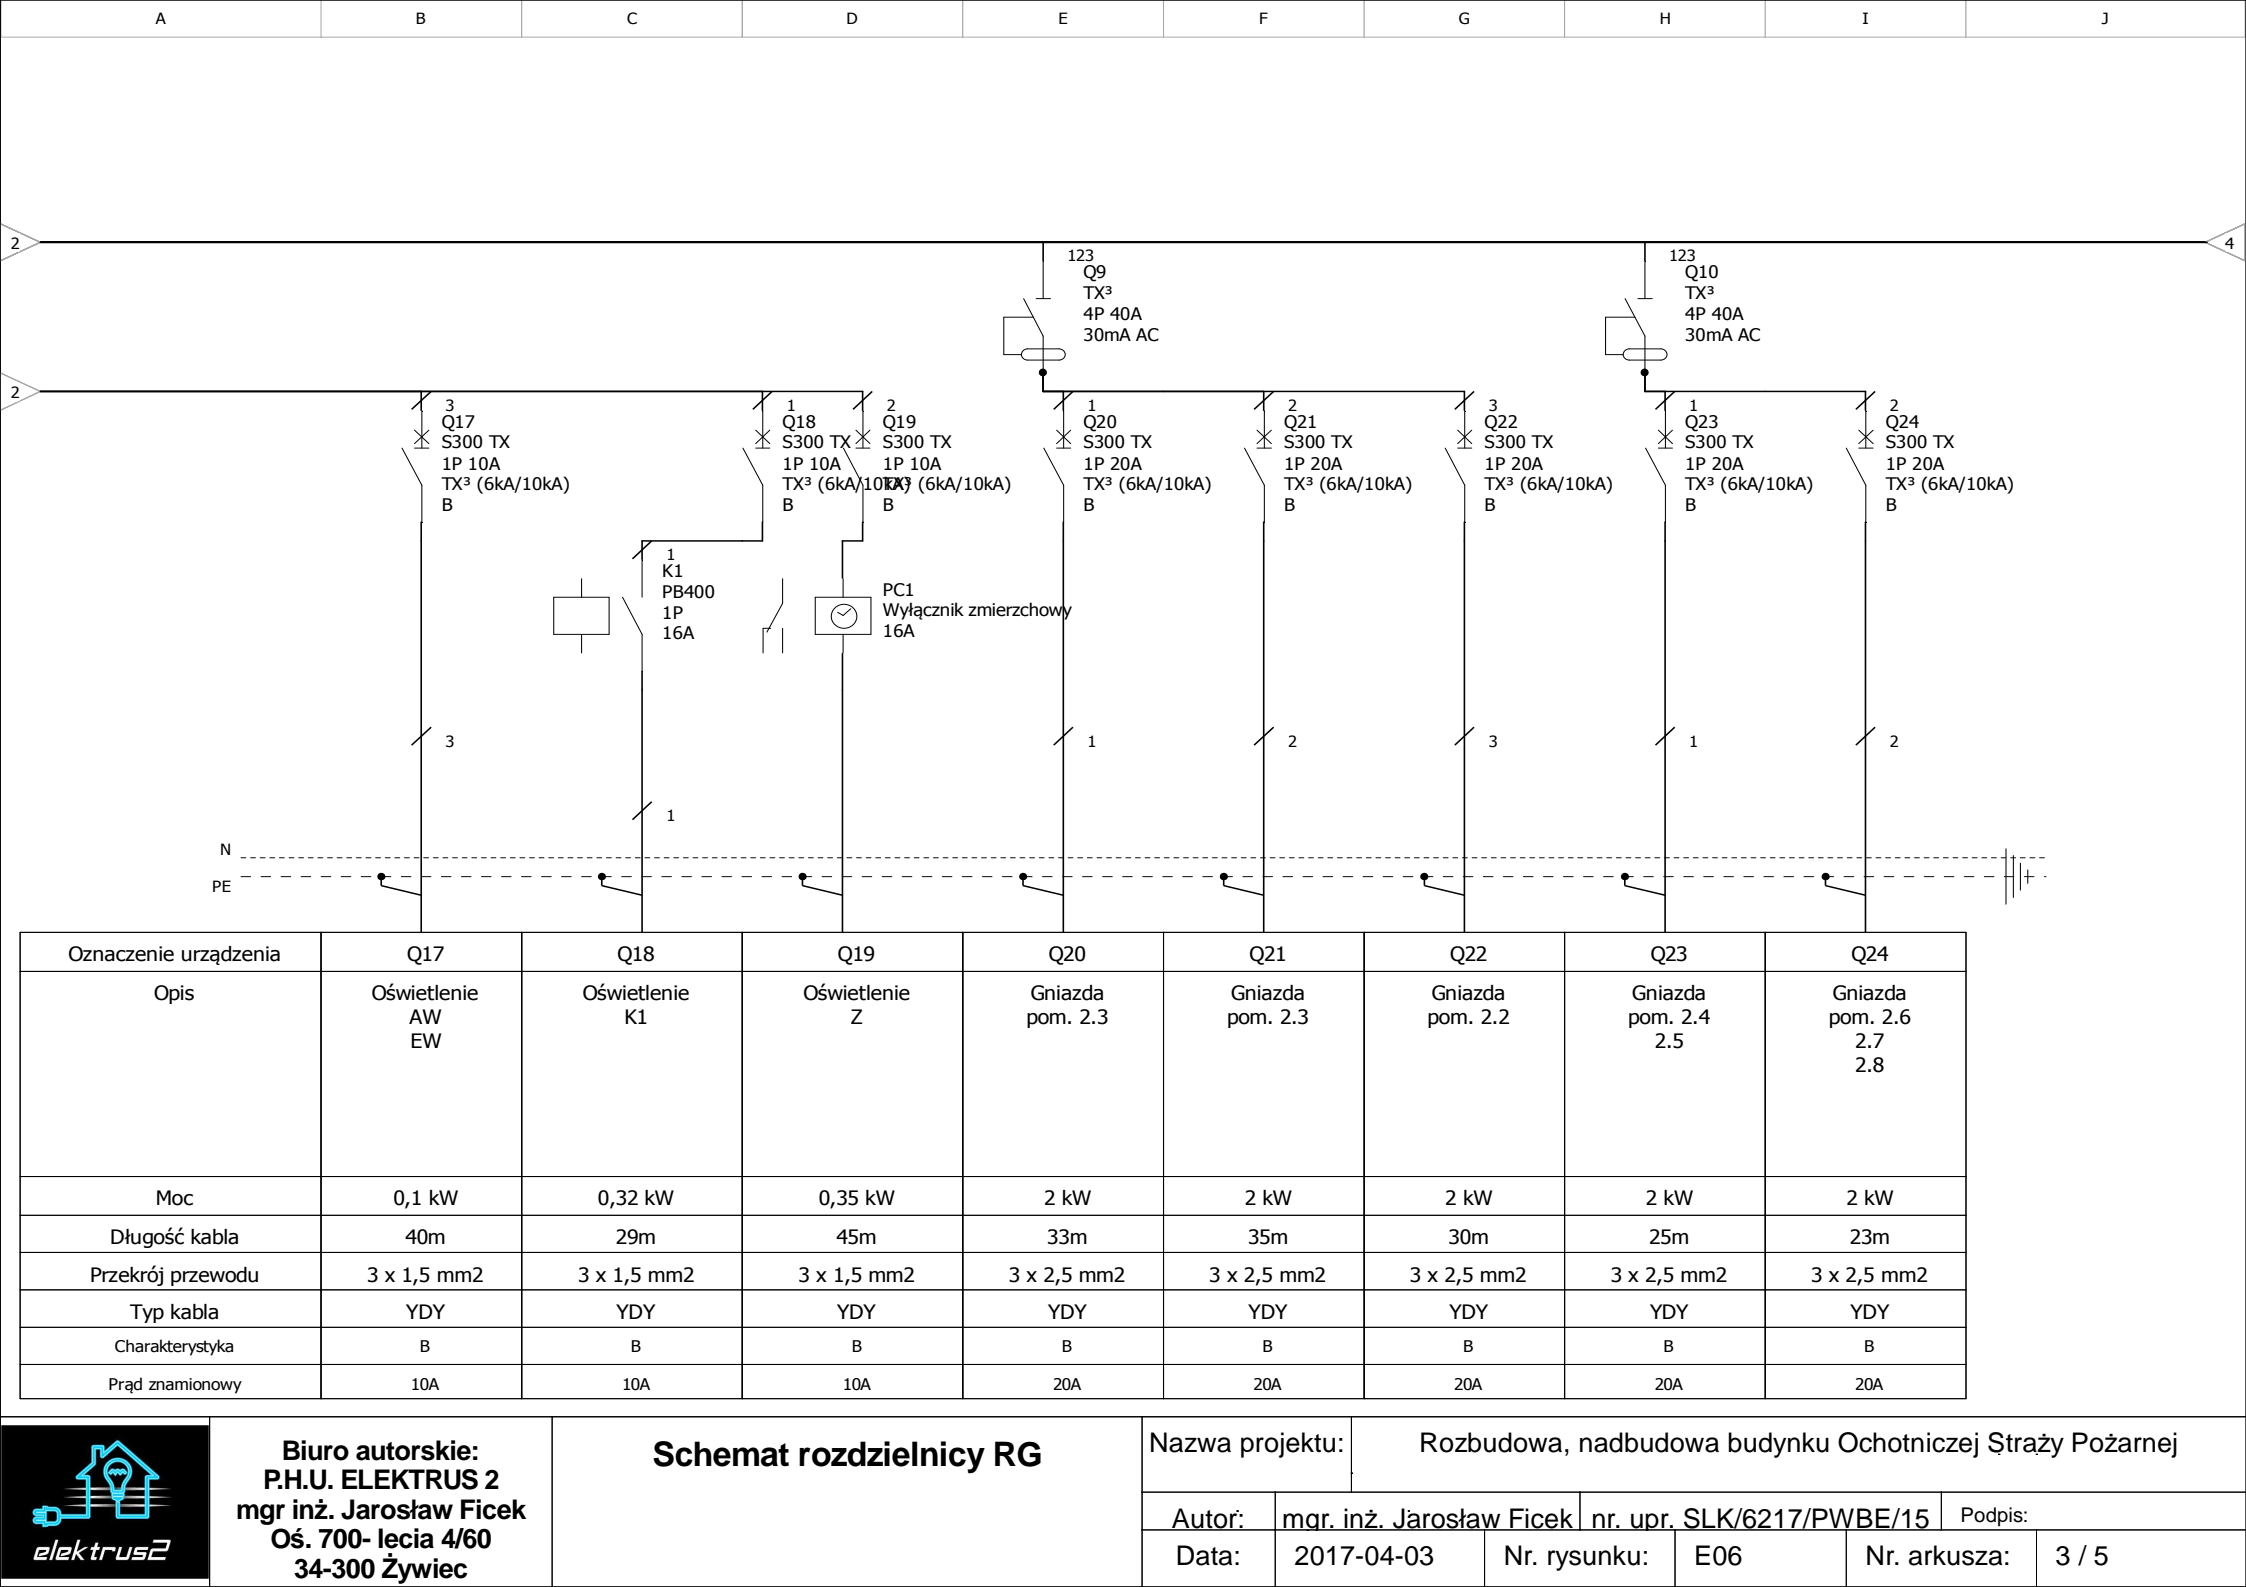 A B C D E F G H I J
2 4
123
Q9
TX³
4P 40A
30mA AC
123
Q10
TX³
4P 40A
30mA AC
2
3
Q17
S300 TX
1P 10A
TX³ (6kA/10kA)
B
1
Q18
S300 TX
1P 10A
TX³ (6kA/10kA)
B
2
Q19
S300 TX
1P 10A
TX³ (6kA/10kA)
B
1
Q20
S300 TX
1P 20A
TX³ (6kA/10kA)
B
2
Q21
S300 TX
1P 20A
TX³ (6kA/10kA)
B
3
Q22
S300 TX
1P 20A
TX³ (6kA/10kA)
B
1
Q23
S300 TX
1P 20A
TX³ (6kA/10kA)
B
2
Q24
S300 TX
1P 20A
TX³ (6kA/10kA)
B
1
K1
PB400
1P
16A
PC1
Wyłącznik zmierzchowy
16A
3 1 2 3 1 2
1
N
PE
Oznaczenie urządzenia Q17 Q18 Q19 Q20 Q21 Q22 Q23 Q24
Opis Oświetlenie Oświetlenie Oświetlenie Gniazda Gniazda Gniazda Gniazda Gniazda
AW K1 Z pom. 2.3 pom. 2.3 pom. 2.2 pom. 2.4 pom. 2.6
EW 2.5 2.7
2.8
Moc 0,1 kW 0,32 kW 0,35 kW 2 kW 2 kW 2 kW 2 kW 2 kW
Długość kabla 40m 29m 45m 33m 35m 30m 25m 23m
Przekrój przewodu 3 x 1,5 mm2 3 x 1,5 mm2 3 x 1,5 mm2 3 x 2,5 mm2 3 x 2,5 mm2 3 x 2,5 mm2 3 x 2,5 mm2 3 x 2,5 mm2
Typ kabla YDY YDY YDY YDY YDY YDY YDY YDY
Charakterystyka B B B B B B B B
Prąd znamionowy 10A 10A 10A 20A 20A 20A 20A 20A
elektrus2
Biuro autorskie:
P.H.U. ELEKTRUS 2
mgr inż. Jarosław Ficek
Oś. 700- lecia 4/60
34-300 Żywiec
Schemat rozdzielnicy RG
Nazwa projektu: Rozbudowa, nadbudowa budynku Ochotniczej Straży Pożarnej
Autor: mgr. inż. Jarosław Ficek nr. upr. SLK/6217/PWBE/15 Podpis:
Data: 2017-04-03 Nr. rysunku: E06 Nr. arkusza: 3 / 5